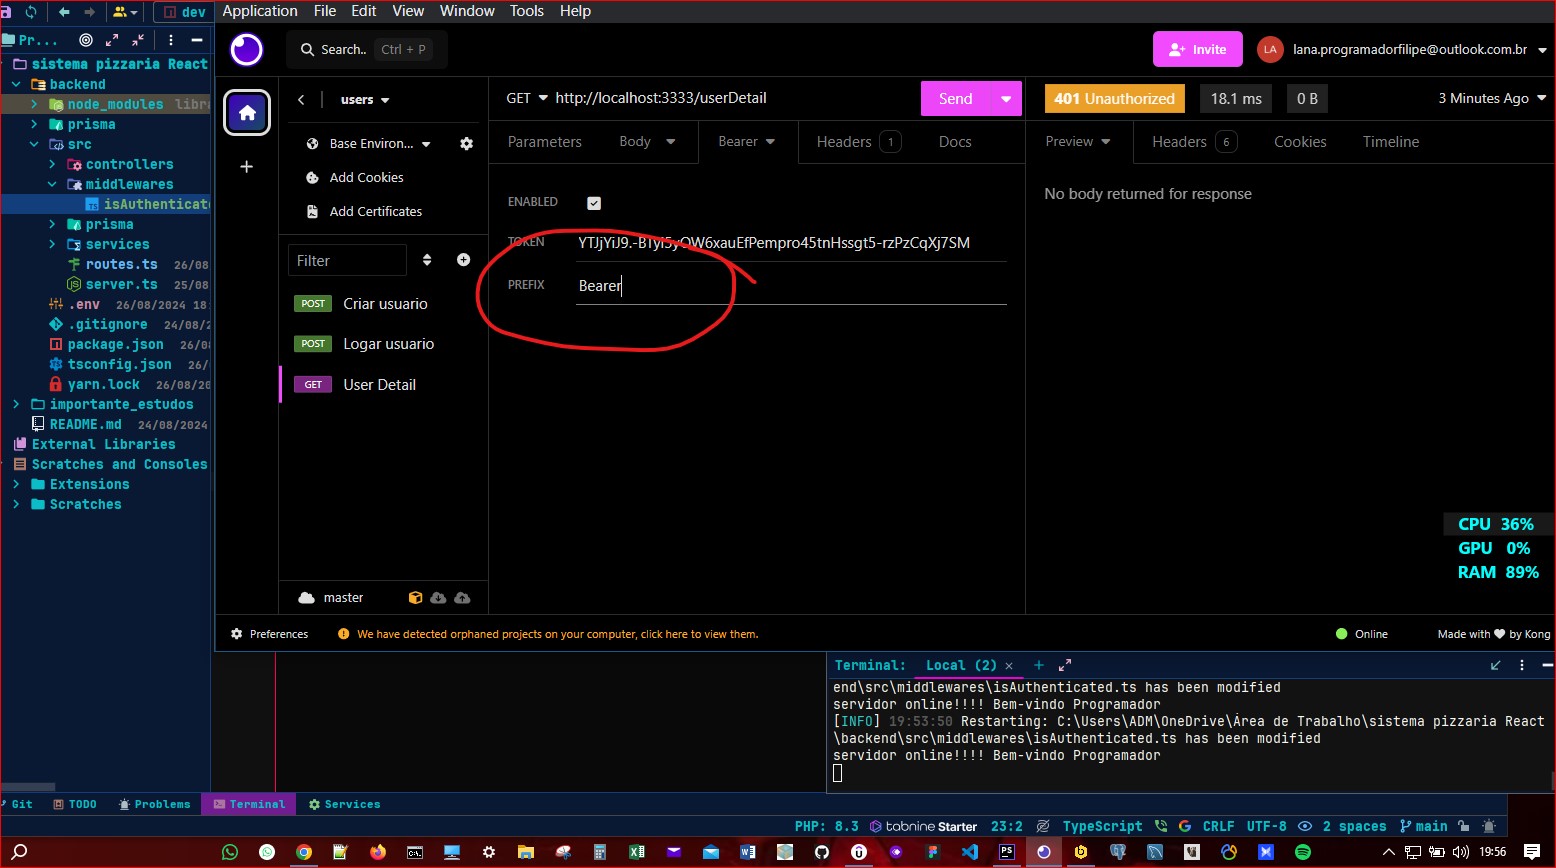 dev
Application File Edit View Window Tools Help
Pr...
Search.. Ctrl + P
Invite
LA lana.programadorfilipe@outlook.com.br
sistema pizzaria React
backend
node_modules libr
prisma
src
controllers
middlewares
isAuthenticat
prisma
services
routes.ts 26/08
server.ts 25/08
.env 26/08/2024 18
.gitignore 24/08/2
package.json 26/0
tsconfig.json 26/
yarn.lock 26/08/20
importante_estudos
README.md 24/08/2024
External Libraries
Scratches and Consoles
Extensions
Scratches
users
Base Environ...
Add Cookies
Add Certificates
Filter
POST Criar usuario
POST Logar usuario
GET User Detail
master
GET http://localhost:3333/userDetail Send
Parameters Body Bearer Headers 1 Docs
ENABLED
TOKEN YTJjYiJ9.-BTyl5yOW6xauEfPempro45tnHssgt5-rzPzCqXj7SM
PREFIX Bearer
401 Unauthorized 18.1 ms 0 B 3 Minutes Ago
Preview Headers 6 Cookies Timeline
No body returned for response
CPU 36%
GPU 0%
RAM 89%
Preferences We have detected orphaned projects on your computer, click here to view them. Online Made with ❤ by Kong
Terminal: Local (2) × +
end\src\middlewares\isAuthenticated.ts has been modified
servidor online!!!! Bem-vindo Programador
[INFO] 19:53:50 Restarting: C:\Users\ADM\OneDrive\Área de Trabalho\sistema pizzaria React
\backend\src\middlewares\isAuthenticated.ts has been modified
servidor online!!!! Bem-vindo Programador
Git TODO Problems Terminal Services
PHP: 8.3 tabnine Starter 23:2 TypeScript CRLF UTF-8 2 spaces main
19:56